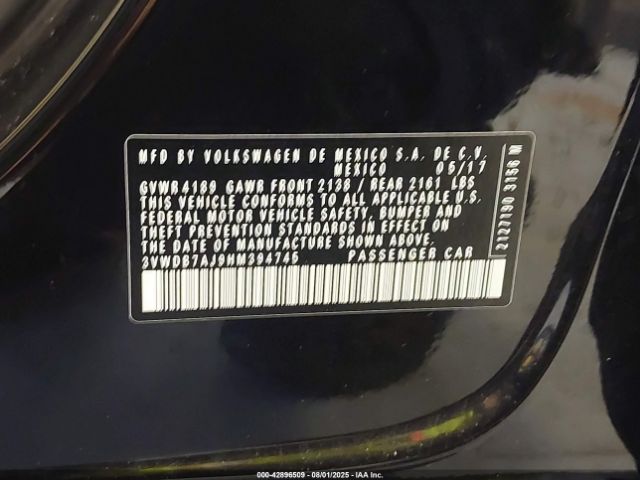 MFD BY VOLKSWAGEN DE MEXICO S.A. DE C.V.
MEXICO 05/17
GVWR 4189 GAWR FRONT 2138 / REAR 2161 LBS
THIS VEHICLE CONFORMS TO ALL APPLICABLE U.S.
FEDERAL MOTOR VEHICLE SAFETY, BUMPER AND
THEFT PREVENTION STANDARDS IN EFFECT ON
THE DATE OF MANUFACTURE SHOWN ABOVE.
3VWDB7AJ9HM394745 PASSENGER CAR
2127190 3156 M
000-42896509 - 08/01/2025 - IAA Inc.